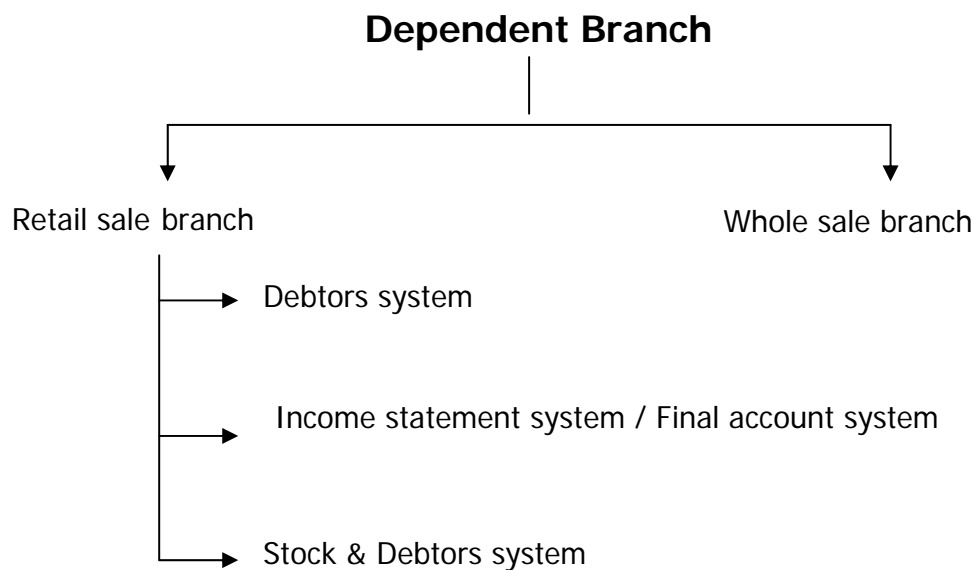 Dependent Branch
Retail sale branch
Whole sale branch
Debtors system
Income statement system / Final account system
Stock & Debtors system